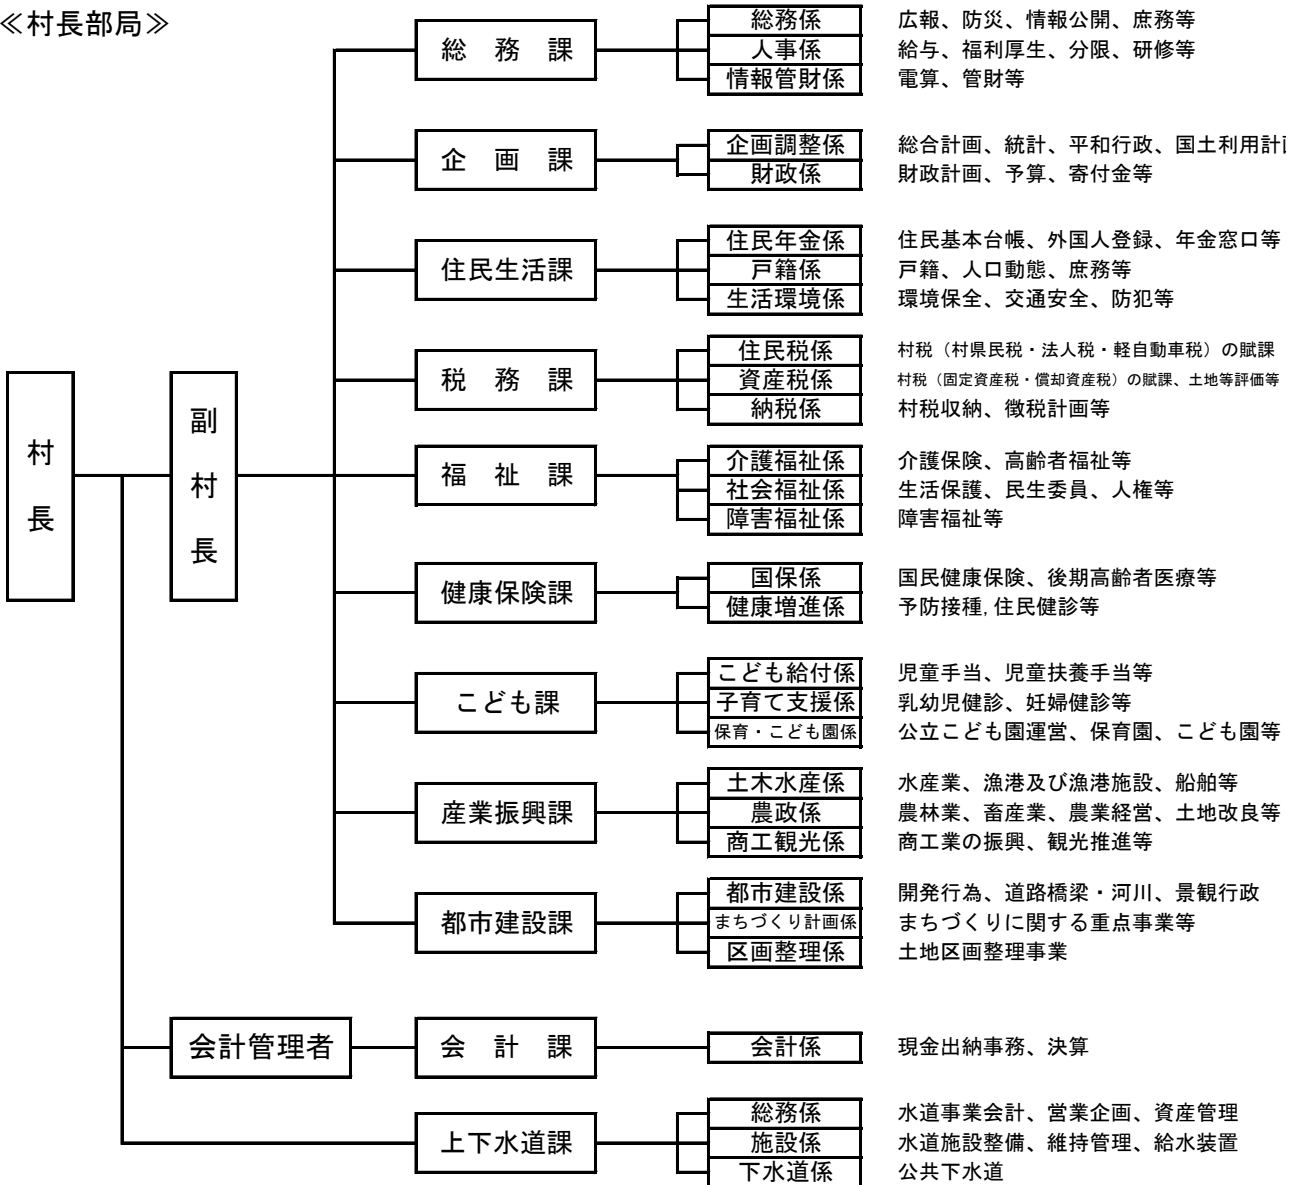 ≪村長部局≫
村長
副村長
総務課
総務係 広報、防災、情報公開、庶務等
人事係 給与、福利厚生、分限、研修等
情報管財係 電算、管財等
企画課
企画調整係 総合計画、統計、平和行政、国土利用計
財政係 財政計画、予算、寄付金等
住民生活課
住民年金係 住民基本台帳、外国人登録、年金窓口等
戸籍係 戸籍、人口動態、庶務等
生活環境係 環境保全、交通安全、防犯等
税務課
住民税係 村税（村県民税・法人税・軽自動車税）の賦課
資産税係 村税（固定資産税・償却資産税）の賦課、土地等評価等
納税係 村税収納、徴税計画等
福祉課
介護福祉係 介護保険、高齢者福祉等
社会福祉係 生活保護、民生委員、人権等
障害福祉係 障害福祉等
健康保険課
国保係 国民健康保険、後期高齢者医療等
健康増進係 予防接種,住民健診等
こども課
こども給付係 児童手当、児童扶養手当等
子育て支援係 乳幼児健診、妊婦健診等
保育・こども園係 公立こども園運営、保育園、こども園等
産業振興課
土木水産係 水産業、漁港及び漁港施設、船舶等
農政係 農林業、畜産業、農業経営、土地改良等
商工観光係 商工業の振興、観光推進等
都市建設課
都市建設係 開発行為、道路橋梁・河川、景観行政
まちづくり計画係 まちづくりに関する重点事業等
区画整理係 土地区画整理事業
会計管理者
会計課
会計係 現金出納事務、決算
上下水道課
総務係 水道事業会計、営業企画、資産管理
施設係 水道施設整備、維持管理、給水装置
下水道係 公共下水道